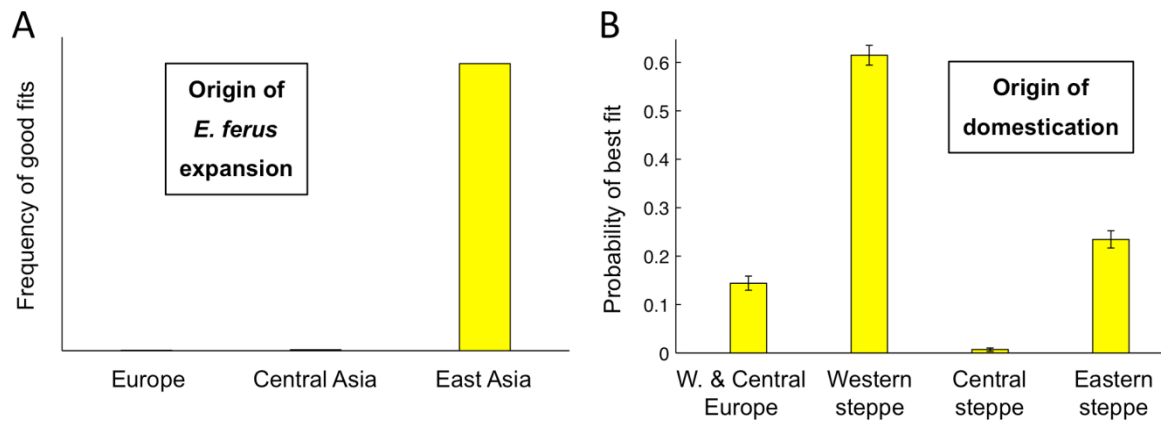 A
Frequency of good fits
Origin of
E. ferus
expansion
Europe
Central Asia
East Asia
B
Probability of best fit
0.6
0.5
0.4
0.3
0.2
0.1
0
Origin of
domestication
W. & Central
Europe
Western
steppe
Central
steppe
Eastern
steppe